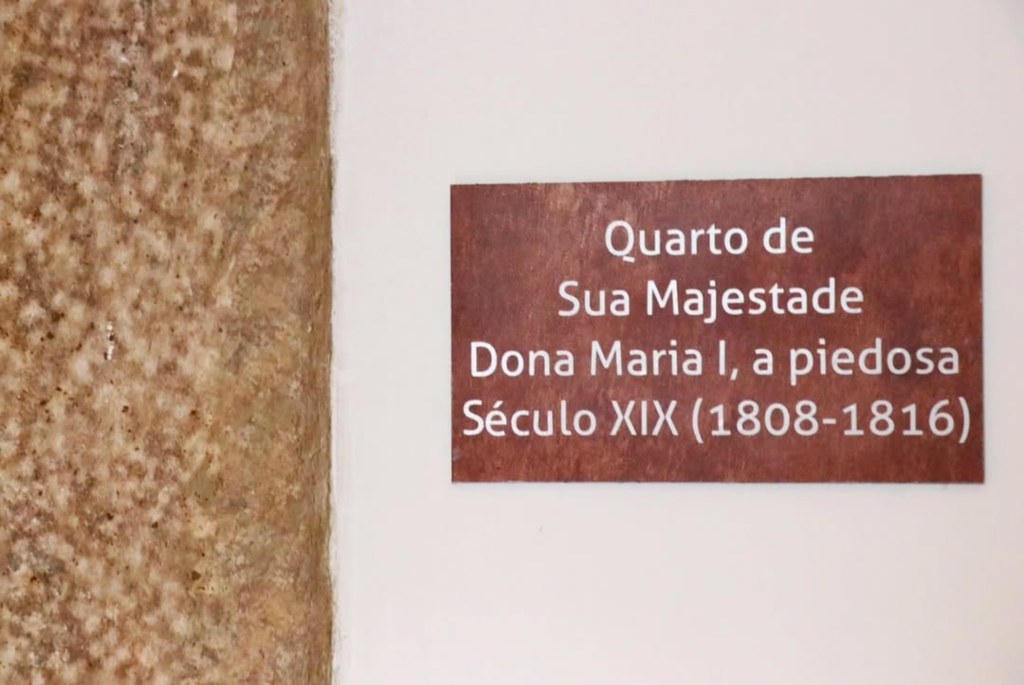 Quarto de
Sua Majestade
Dona Maria I, a piedosa
Século XIX (1808-1816)